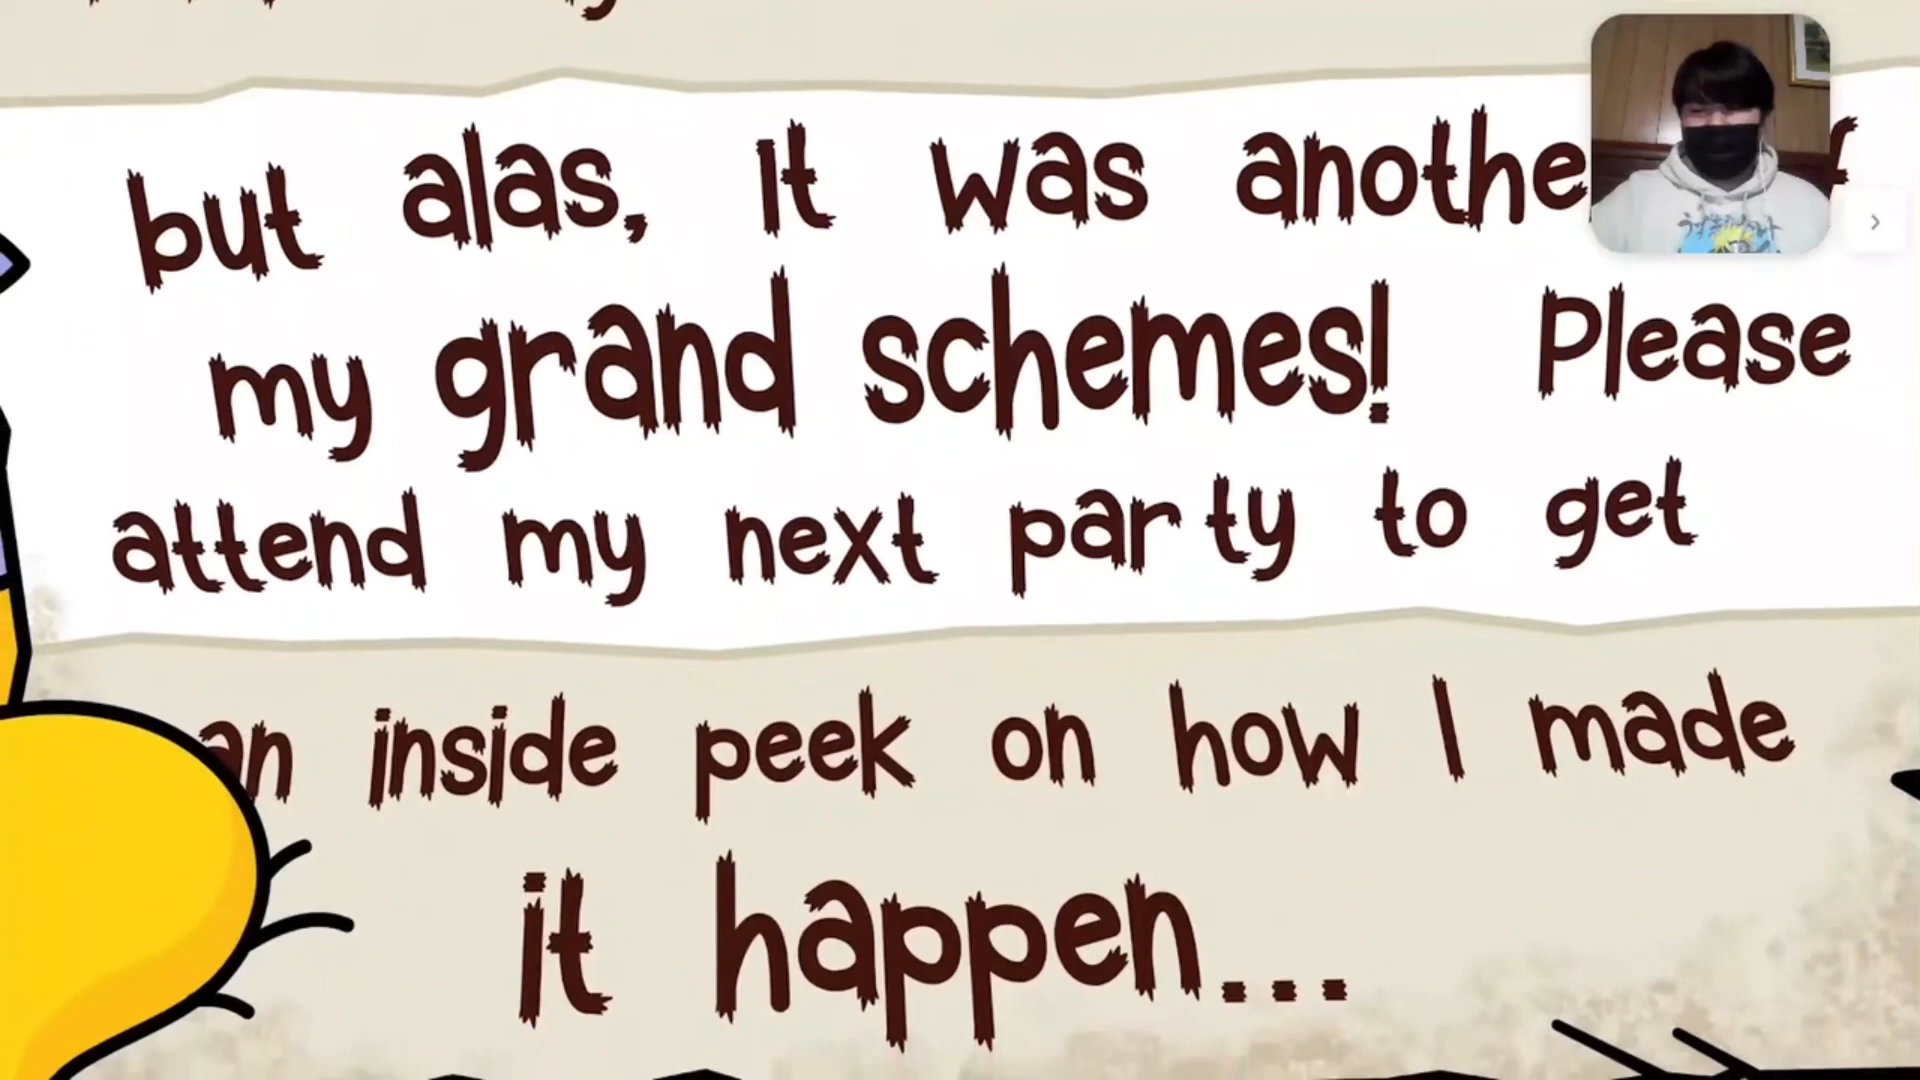 but alas, it was anothe
my grand schemes! Please
attend my next party to get
an inside peek on how I made
it happen...